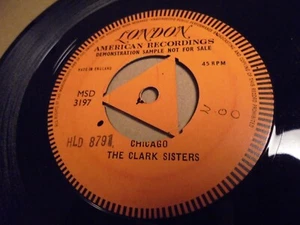 LONDON
AMERICAN RECORDINGS
DEMONSTRATION SAMPLE NOT FOR SALE
MADE IN ENGLAND
45 RPM
MSD
3197
HLD 8791
CHICAGO
THE CLARK SISTERS